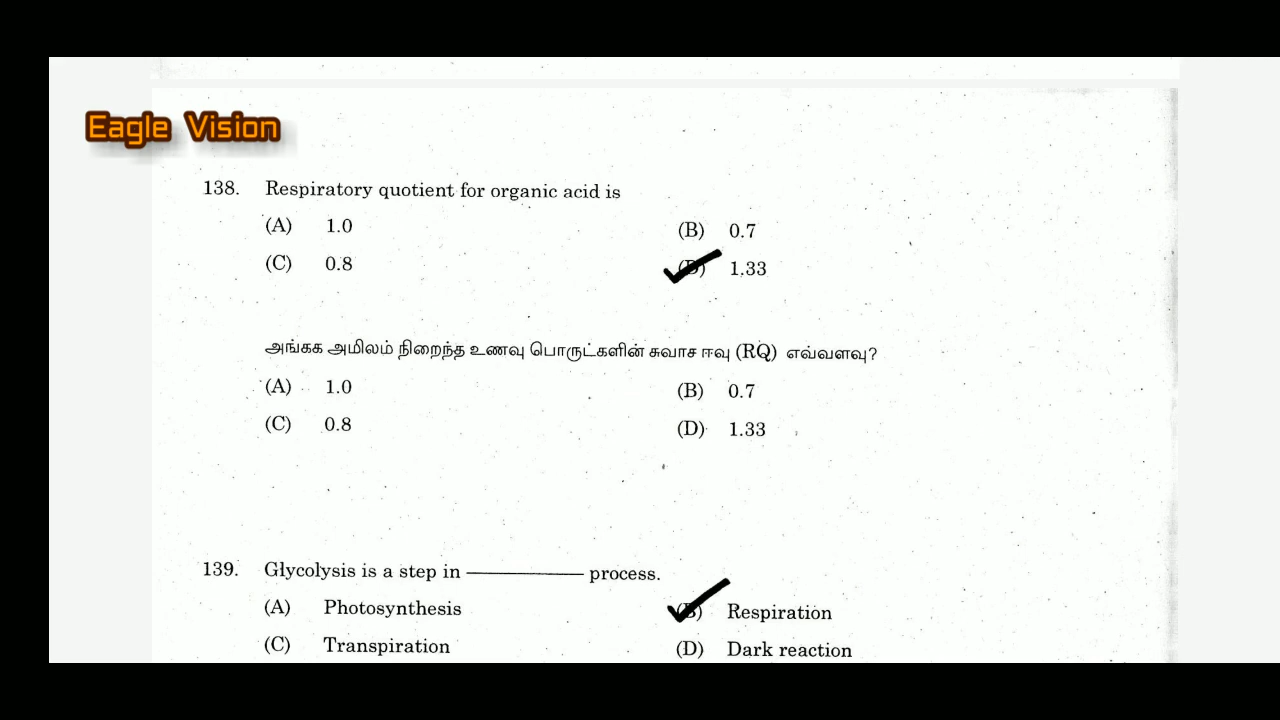 Eagle Vision
138. Respiratory quotient for organic acid is
(A) 1.0 (B) 0.7
(C) 0.8 (D) 1.33
அங்கக அமிலம் நிறைந்த உணவு பொருட்களின் சுவாச ஈவு (RQ) எவ்வளவு?
(A) 1.0 (B) 0.7
(C) 0.8 (D) 1.33
139. Glycolysis is a step in ———— process.
(A) Photosynthesis (B) Respiration
(C) Transpiration (D) Dark reaction